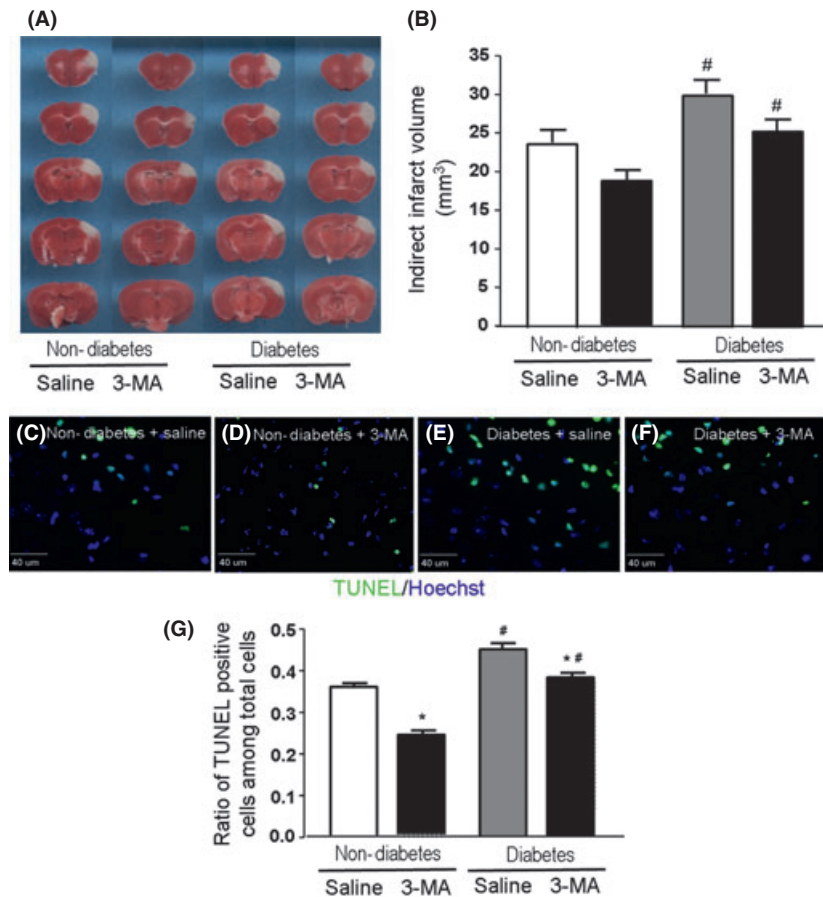 (A)
Non-diabetes Diabetes
Saline 3-MA Saline 3-MA
(B)
Indirect infarct volume
(mm³)
40
35
30
25
20
15
10
5
0
# #
Non-diabetes Diabetes
Saline 3-MA Saline 3-MA
(C) Non-diabetes + saline
40 um
(D) Non-diabetes + 3-MA
40 um
(E) Diabetes + saline
40 um
(F) Diabetes + 3-MA
40 um
TUNEL/Hoechst
(G)
Ratio of TUNEL positive
cells among total cells
0.5
0.4
0.3
0.2
0.1
0.0
* # * #
Non-diabetes Diabetes
Saline 3-MA Saline 3-MA